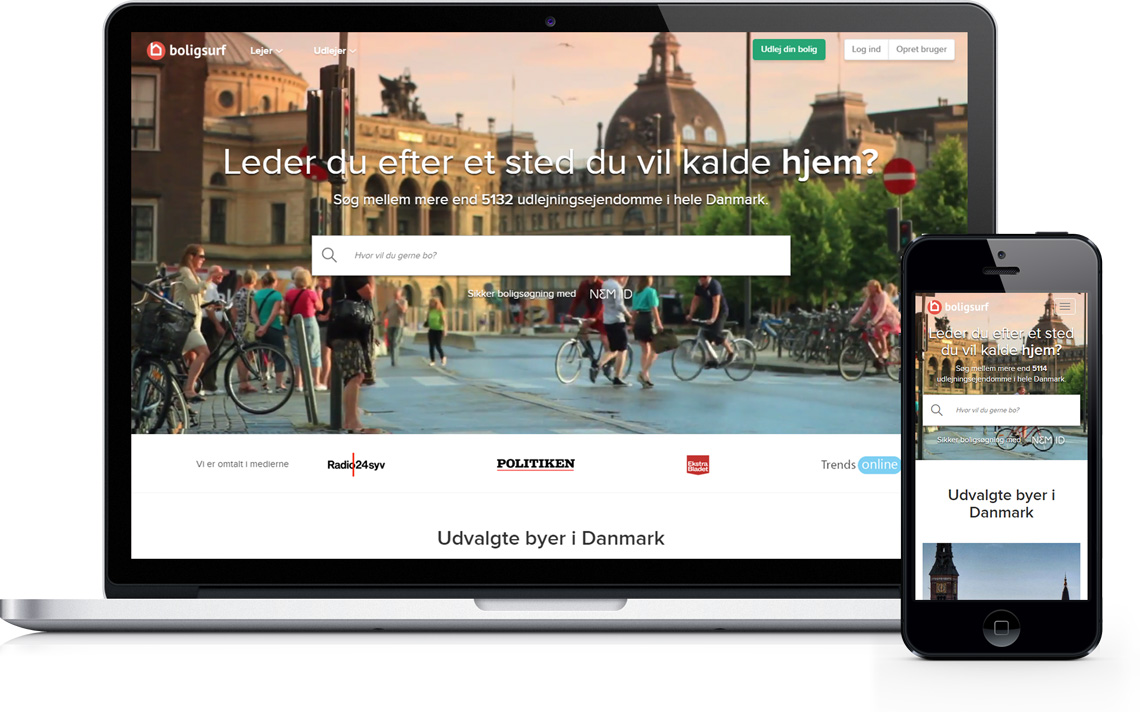 boligsurf
Lejer
Udlejer
Udlej din bolig
Log ind
Opret bruger
Leder du efter et sted du vil kalde hjem?
Søg mellem mere end 5132 udlejningsejendomme i hele Danmark.
Hvor vil du gerne bo?
Sikker boligsøgning med NEM ID
Vi er omtalt i medierne
Radio24syv
POLITIKEN
Ekstra
Bladet
Trends online
Udvalgte byer i Danmark
boligsurf
Leder du efter et sted
du vil kalde hjem?
Søg mellem mere end 5114
udlejningsejendomme i hele Danmark.
Hvor vil du gerne bo?
Sikker boligsøgning med NEM ID
Udvalgte byer i
Danmark